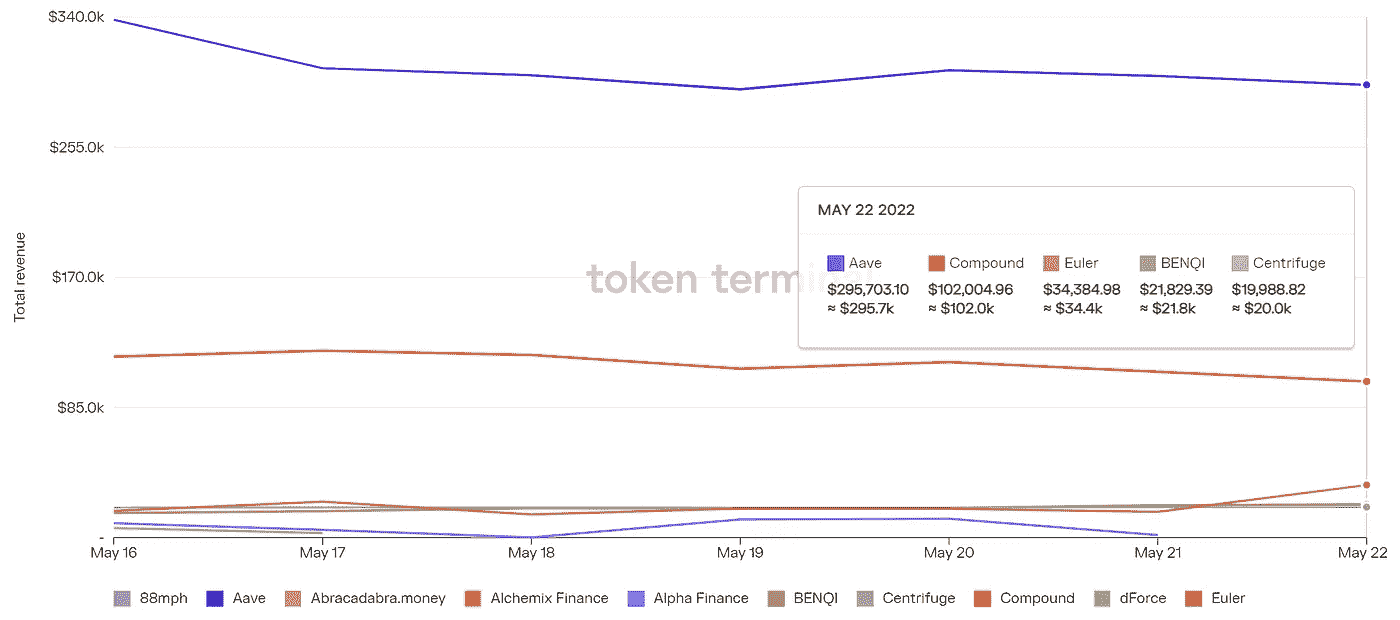 $340.0k
$255.0k
$170.0k
$85.0k
-
Total revenue
token terminal
MAY 22 2022
Aave Compound Euler BENQI Centrifuge
$295,703.10 $102,004.96 $34,384.98 $21,829.39 $19,988.82
≈ $295.7k ≈ $102.0k ≈ $34.4k ≈ $21.8k ≈ $20.0k
May 16 May 17 May 18 May 19 May 20 May 21 May 22
88mph Aave Abracadabra.money Alchemix Finance Alpha Finance BENQI Centrifuge Compound dForce Euler